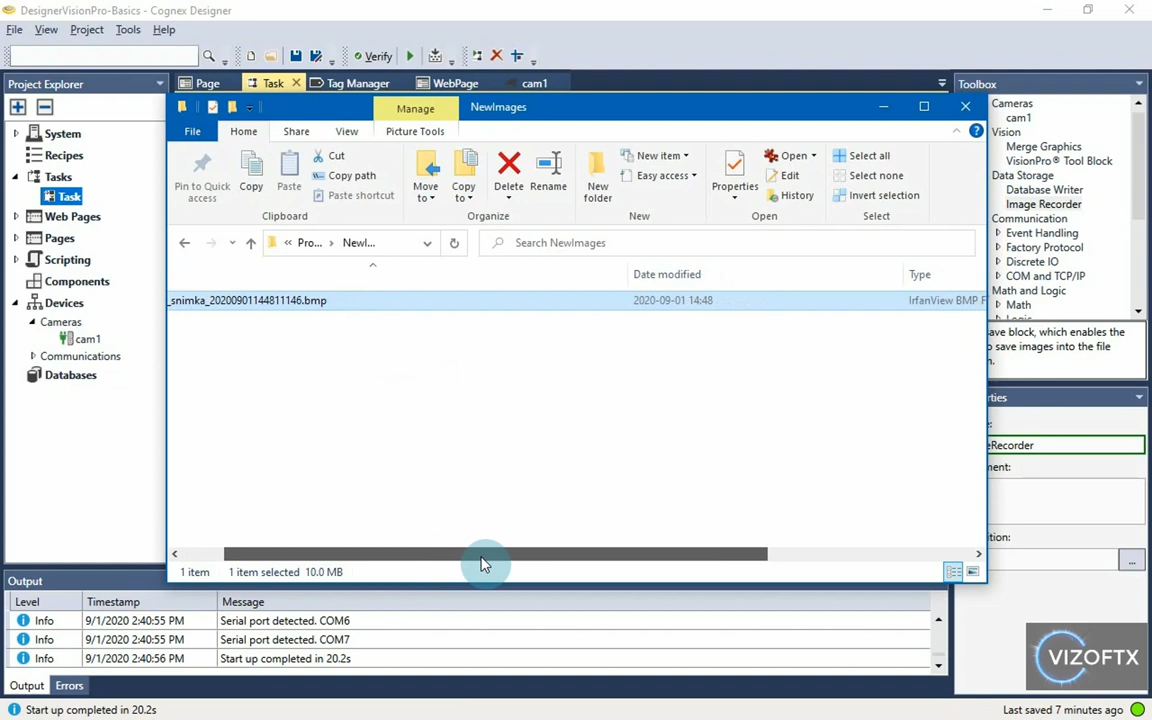 DesignerVisionPro-Basics - Cognex Designer
File View Project Tools Help
Verify
Project Explorer
Page Task Tag Manager WebPage cam1
Toolbox
System
Recipes
Tasks
Task
Web Pages
Pages
Scripting
Components
Devices
Cameras
cam1
Communications
Databases
Manage
NewImages
File Home Share View Picture Tools
Pin to Quick access
Copy
Paste
Cut
Copy path
Paste shortcut
Clipboard
Move to
Copy to
Delete
Rename
Organize
New folder
New item
Easy access
New
Properties
Open
Edit
History
Open
Select all
Select none
Invert selection
Select
« Pro... › NewI...
Search NewImages
Date modified Type
_snimka_20200901144811146.bmp 2020-09-01 14:48 IrfanView BMP F
1 item 1 item selected 10.0 MB
Cameras
cam1
Vision
Merge Graphics
VisionPro® Tool Block
Data Storage
Database Writer
Image Recorder
Communication
Event Handling
Factory Protocol
Discrete IO
COM and TCP/IP
Math and Logic
Math
Logic
ave block, which enables the
o save images into the file
n.
rties
e:
eRecorder
ment:
tion:
...
Output
Level Timestamp Message
Info 9/1/2020 2:40:55 PM Serial port detected. COM6
Info 9/1/2020 2:40:55 PM Serial port detected. COM7
Info 9/1/2020 2:40:56 PM Start up completed in 20.2s
Output Errors
VIZOFTX
Start up completed in 20.2s
Last saved 7 minutes ago